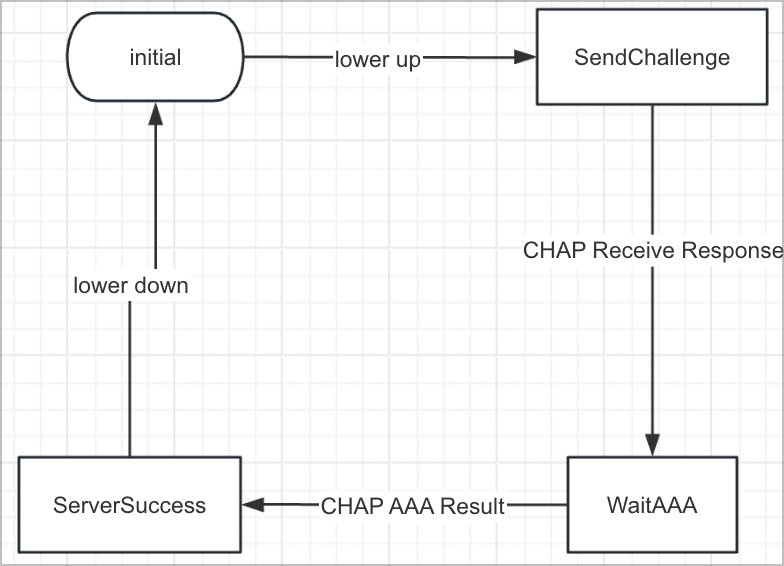 initial
lower up
SendChallenge
CHAP Receive Response
lower down
ServerSuccess
CHAP AAA Result
WaitAAA